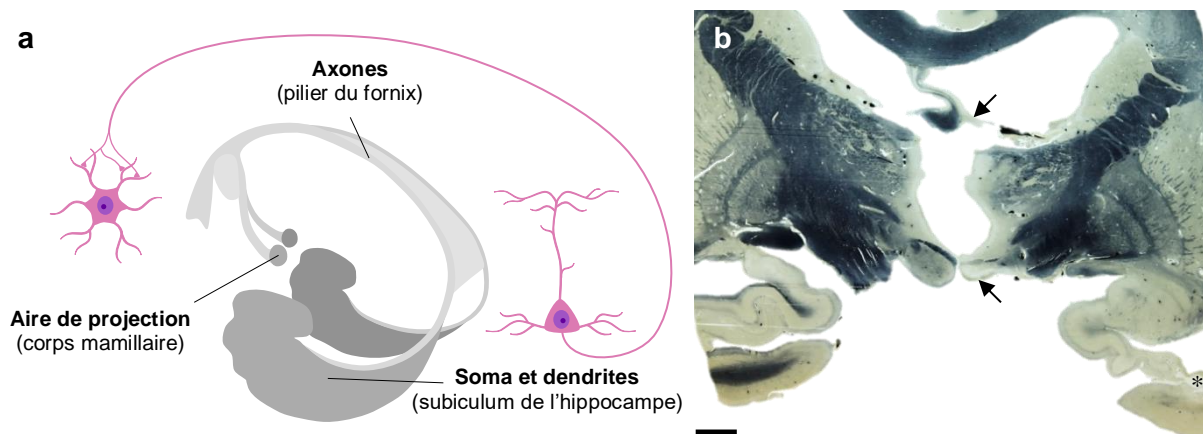 a
Axones
(pilier du fornix)
Aire de projection
(corps mamillaire)
Soma et dendrites
(subiculum de l'hippocampe)
b
*